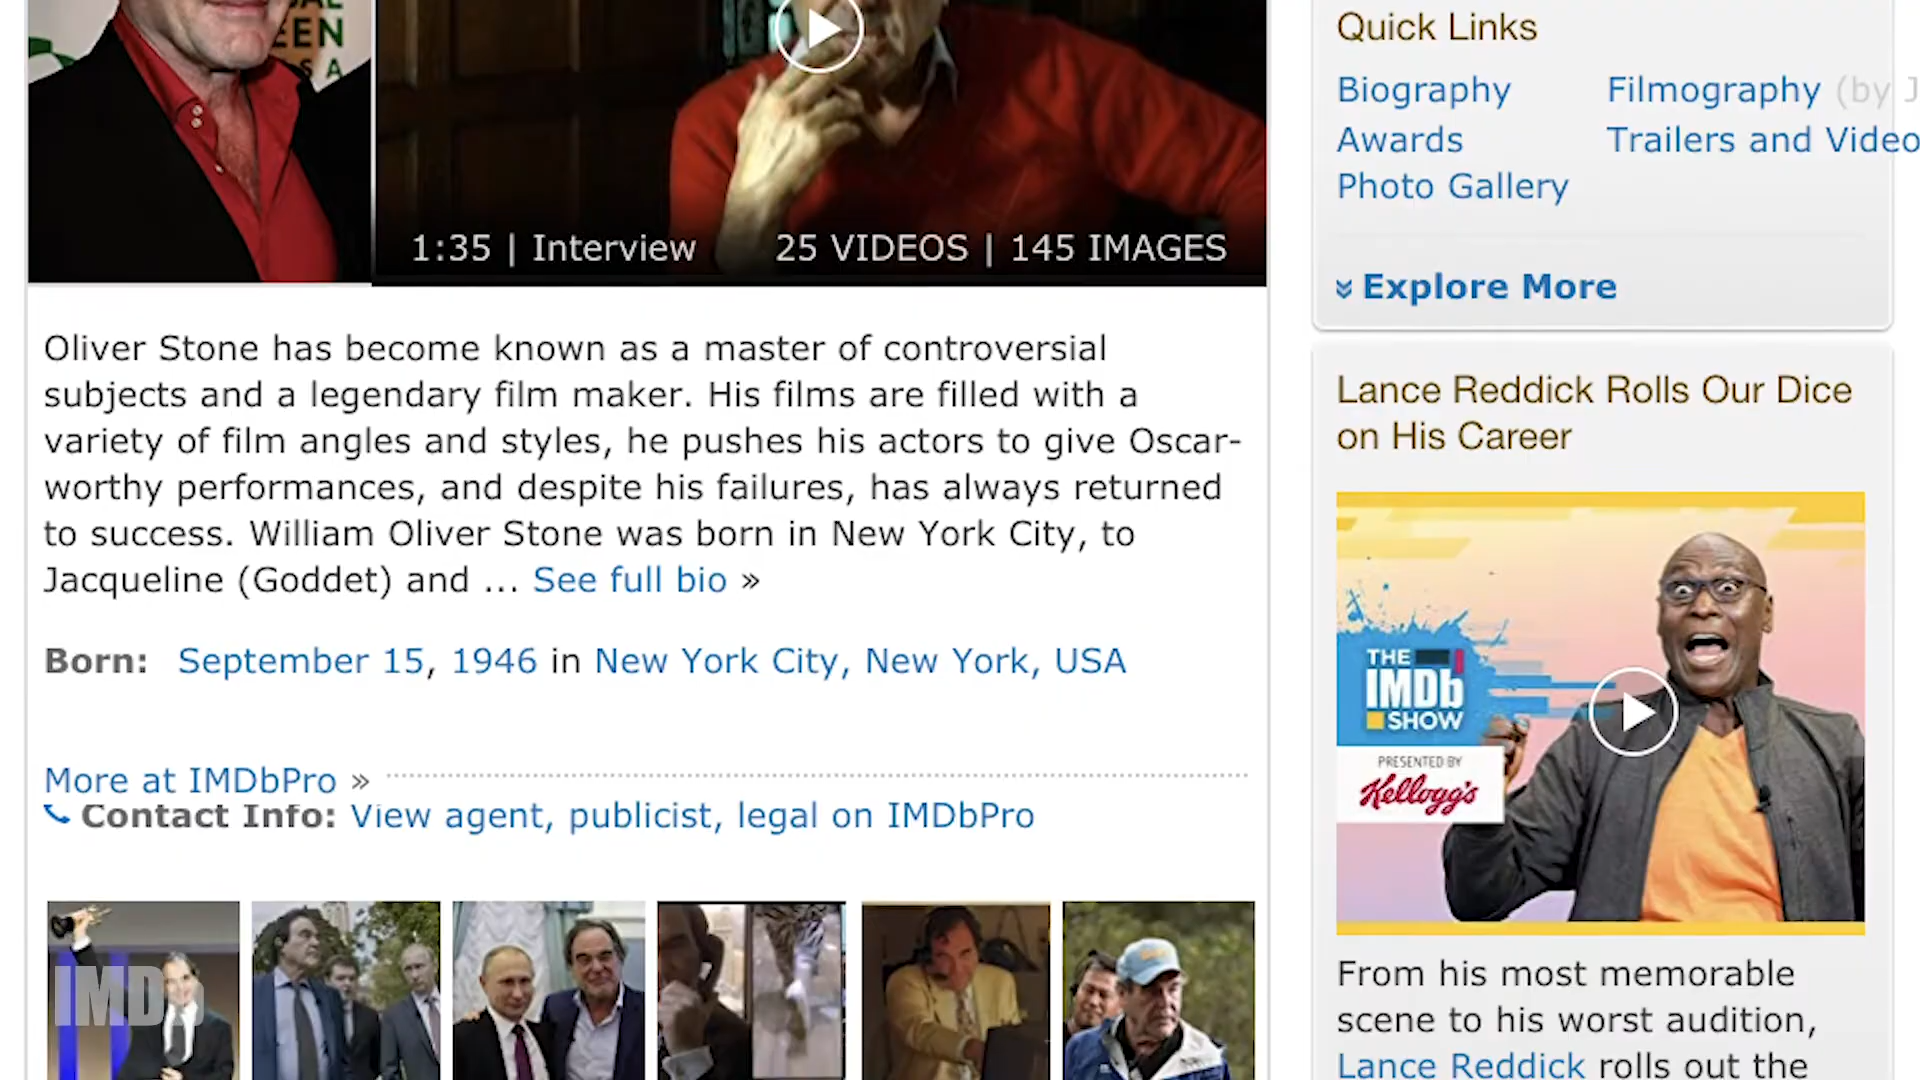 EEN
S A
1:35 | Interview
25 VIDEOS | 145 IMAGES
Oliver Stone has become known as a master of controversial
subjects and a legendary film maker. His films are filled with a
variety of film angles and styles, he pushes his actors to give Oscar-
worthy performances, and despite his failures, has always returned
to success. William Oliver Stone was born in New York City, to
Jacqueline (Goddet) and ... See full bio »
Born: September 15, 1946 in New York City, New York, USA
More at IMDbPro »
Contact Info: View agent, publicist, legal on IMDbPro
IMDb
Quick Links
Biography
Filmography (by J
Awards
Trailers and Video
Photo Gallery
Explore More
Lance Reddick Rolls Our Dice
on His Career
THE
IMDb
SHOW
PRESENTED BY
Kellogg's
From his most memorable
scene to his worst audition,
Lance Reddick rolls out the